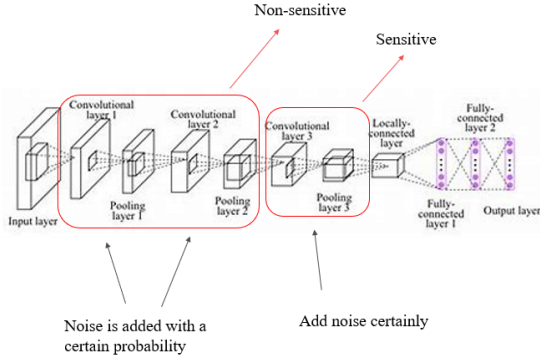 Non-sensitive
Sensitive
Convolutional
layer 1
Convolutional
layer 2
Convolutional
layer 3
Locally-
connected
layer
Fully-
connected
layer 2
Input layer
Pooling
layer 1
Pooling
layer 2
Pooling
layer 3
Fully-
connected
layer 1
Output layer
Noise is added with a
certain probability
Add noise certainly